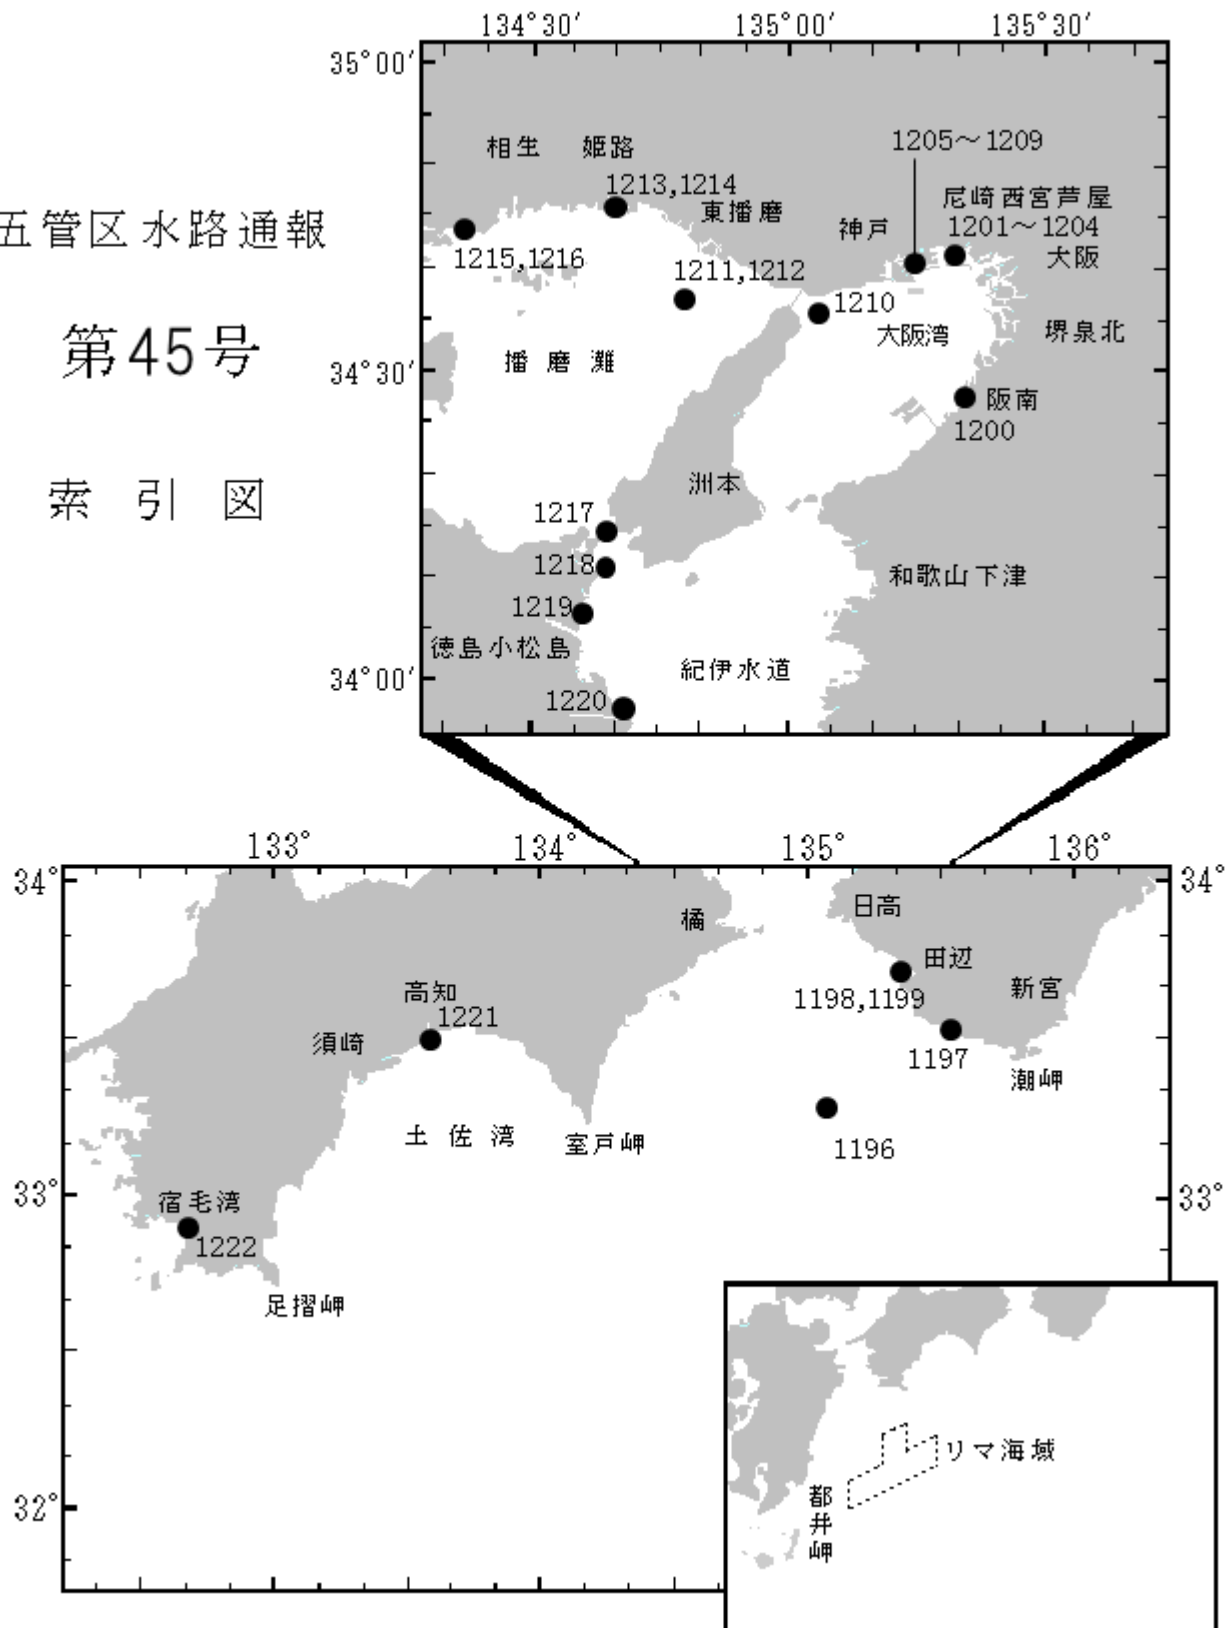 134°30′ 135°00′ 135°30′
35°00′
相生 姫路
1205～1209
1213,1214
尼崎西宮芦屋
東播磨
五管区水路通報
神戸
1201～1204
1215,1216
大阪
1211,1212
1210
第45号
大阪湾
堺泉北
播磨灘
34°30′
阪南
1200
索引図
洲本
1217
1218
和歌山下津
1219
徳島小松島
紀伊水道
34°00′
1220
133° 134° 135° 136°
34° 34°
橘
日高
田辺
高知
新宮
1198,1199
1221
須崎
1197
潮岬
土佐湾
室戸岬
1196
33° 33°
宿毛湾
1222
足摺岬
リマ海域
都井岬
32°